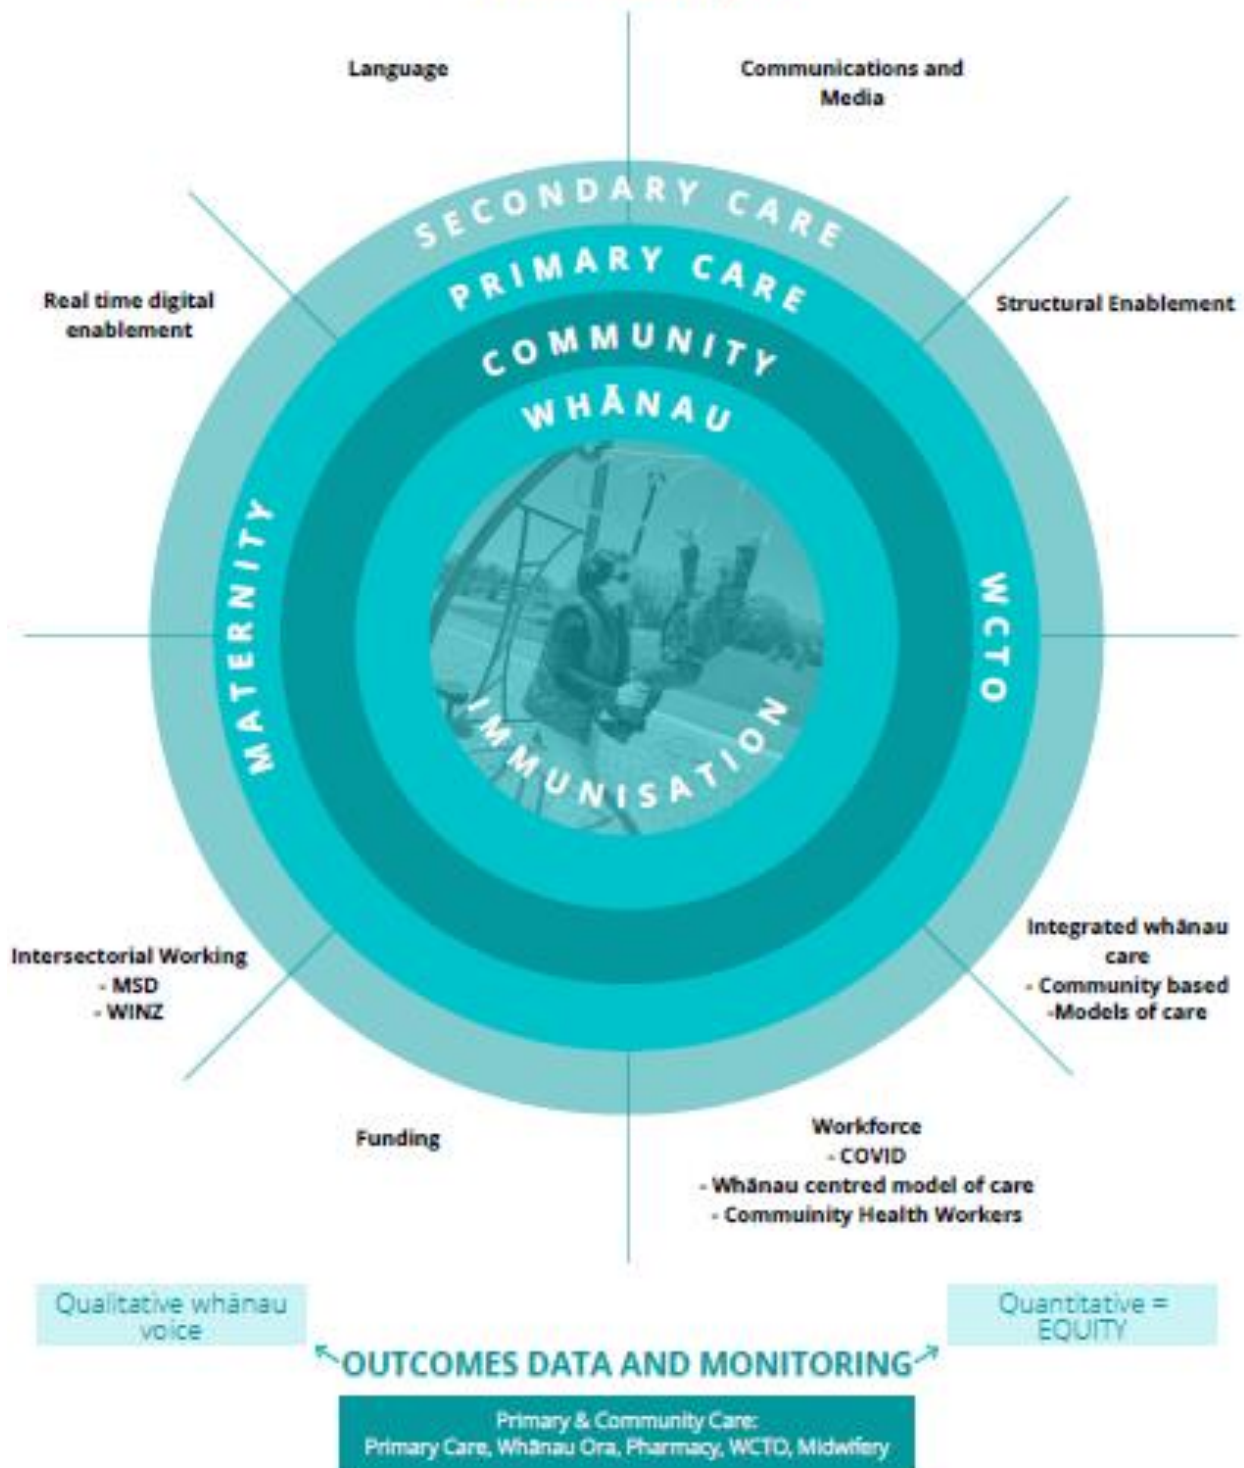 Language
Communications and
Media
SECONDARY CARE
PRIMARY CARE
COMMUNITY
WHĀNAU
Real time digital
enablement
Structural Enablement
MATERNITY
WCTO
IMMUNISATION
Intersectorial Working
- MSD
- WINZ
Integrated whānau
care
- Community based
-Models of care
Funding
Workforce
- COVID
- Whānau centred model of care
- Commuinity Health Workers
Qualitative whānau
voice
Quantitative =
EQUITY
OUTCOMES DATA AND MONITORING
Primary & Community Care:
Primary Care, Whānau Ora, Pharmacy, WCTO, Midwifery